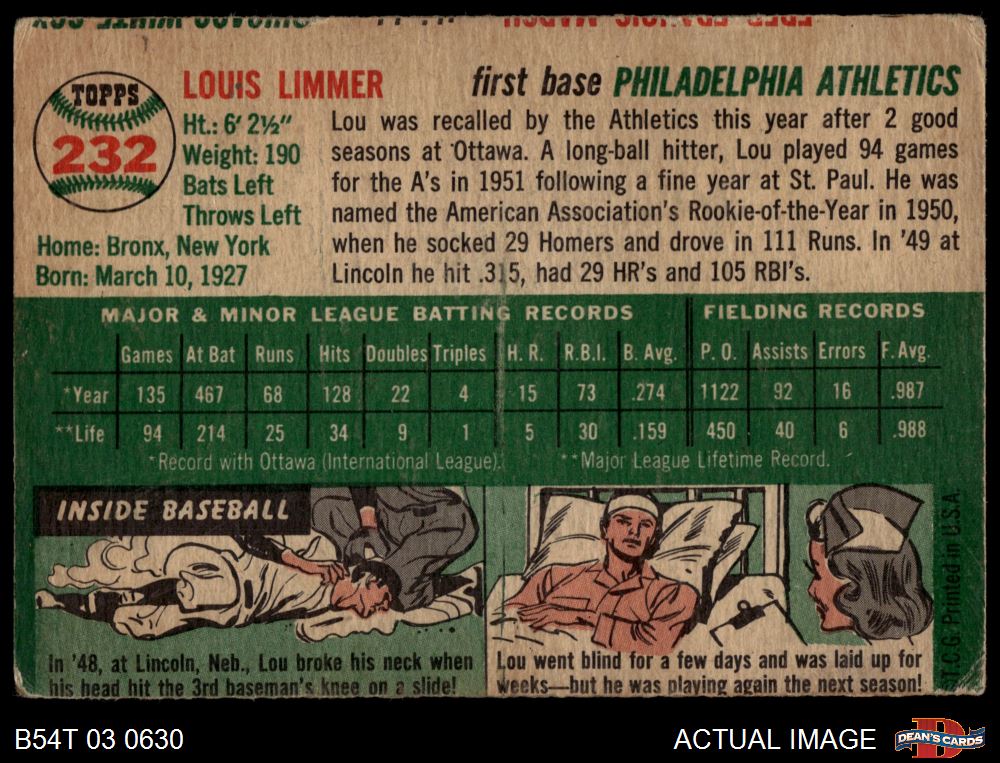 TOPPS
232
LOUIS LIMMER
first base PHILADELPHIA ATHLETICS
Ht.: 6' 2½"
Weight: 190
Bats Left
Throws Left
Home: Bronx, New York
Born: March 10, 1927
Lou was recalled by the Athletics this year after 2 good
seasons at Ottawa. A long-ball hitter, Lou played 94 games
for the A's in 1951 following a fine year at St. Paul. He was
named the American Association's Rookie-of-the-Year in 1950,
when he socked 29 Homers and drove in 111 Runs. In '49 at
Lincoln he hit .315, had 29 HR's and 105 RBI's.
MAJOR & MINOR LEAGUE BATTING RECORDS FIELDING RECORDS
Games At Bat Runs Hits Doubles Triples H. R. R.B.I. B. Avg. P. O. Assists Errors F. Avg.
*Year 135 467 68 128 22 4 15 73 .274 1122 92 16 .987
**Life 94 214 25 34 9 1 5 30 .159 450 40 6 .988
*Record with Ottawa (International League). **Major League Lifetime Record.
INSIDE BASEBALL
In '48, at Lincoln, Neb., Lou broke his neck when
his head hit the 3rd baseman's knee on a slide!
Lou went blind for a few days and was laid up for
weeks—but he was playing again the next season!
T.C.G. Printed in U.S.A.
B54T 03 0630
ACTUAL IMAGE
DEAN'S CARDS